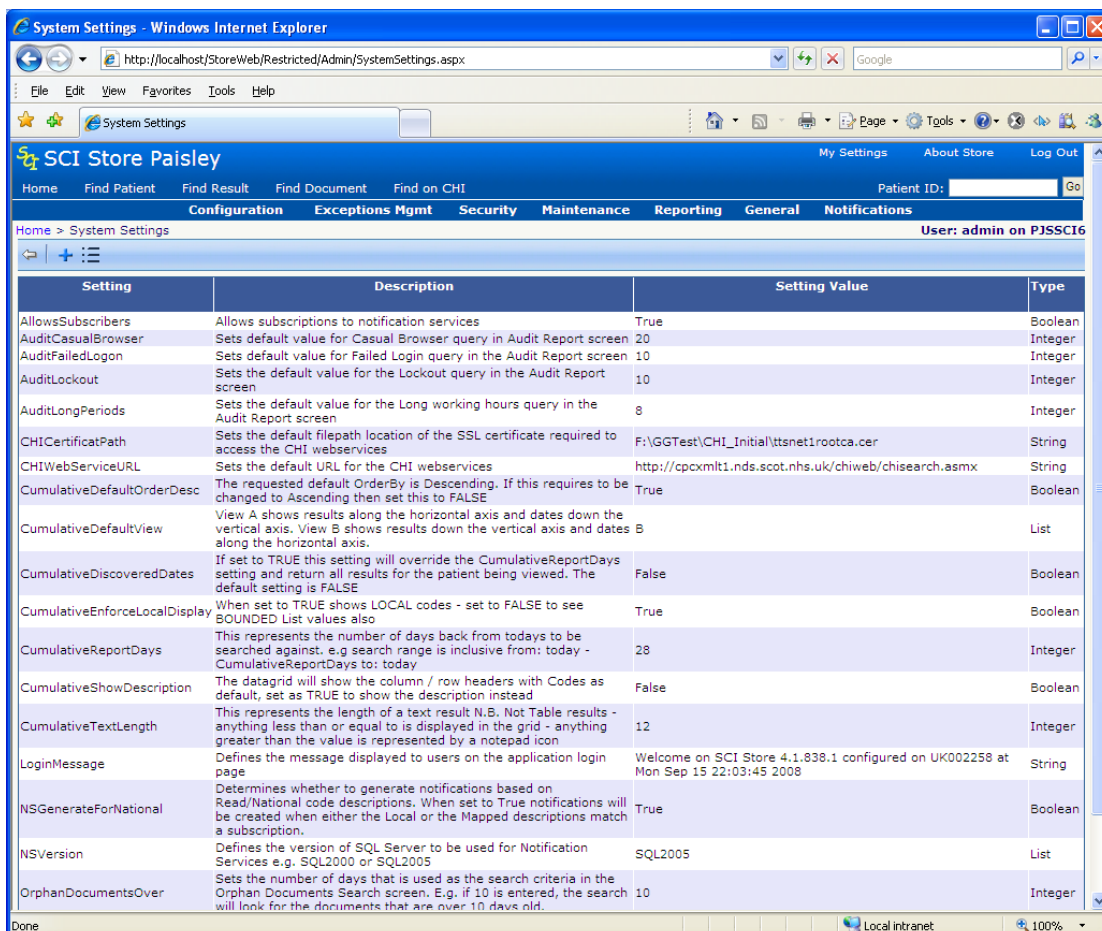 System Settings - Windows Internet Explorer
http://localhost/StoreWeb/Restricted/Admin/SystemSettings.aspx
Google
File Edit View Favorites Tools Help
System Settings
Page Tools
SCI Store Paisley
My Settings About Store Log Out
Home Find Patient Find Result Find Document Find on CHI
Patient ID: Go
Configuration Exceptions Mgmt Security Maintenance Reporting General Notifications
Home > System Settings
User: admin on PJSSCI6
Setting Description Setting Value Type
AllowsSubscribers Allows subscriptions to notification services True Boolean
AuditCasualBrowser Sets default value for Casual Browser query in Audit Report screen 20 Integer
AuditFailedLogon Sets default value for Failed Login query in the Audit Report screen 10 Integer
AuditLockout Sets the default value for the Lockout query in the Audit Report
screen 10 Integer
AuditLongPeriods Sets the default value for the Long working hours query in the
Audit Report screen 8 Integer
CHICertificatPath Sets the default filepath location of the SSL certificate required to
access the CHI webservices F:\GGTest\CHI_Initial\ttsnet1rootca.cer String
CHIWebServiceURL Sets the default URL for the CHI webservices http://cpcxmlt1.nds.scot.nhs.uk/chiweb/chisearch.asmx String
CumulativeDefaultOrderDesc The requested default OrderBy is Descending. If this requires to be
changed to Ascending then set this to FALSE True Boolean
CumulativeDefaultView View A shows results along the horizontal axis and dates down the
vertical axis. View B shows results down the vertical axis and dates B List
along the horizontal axis.
CumulativeDiscoveredDates If set to TRUE this setting will override the CumulativeReportDays
setting and return all results for the patient being viewed. The False Boolean
default setting is FALSE
CumulativeEnforceLocalDisplay When set to TRUE shows LOCAL codes - set to FALSE to see
BOUNDED List values also True Boolean
CumulativeReportDays This represents the number of days back from todays to be
searched against. e.g search range is inclusive from: today - 28 Integer
CumulativeReportDays to: today
CumulativeShowDescription The datagrid will show the column / row headers with Codes as
default, set as TRUE to show the description instead False Boolean
CumulativeTextLength This represents the length of a text result N.B. Not Table results -
anything less than or equal to is displayed in the grid - anything 12 Integer
greater than the value is represented by a notepad icon
LoginMessage Defines the message displayed to users on the application login
page Welcome on SCI Store 4.1.838.1 configured on UK002258 at
Mon Sep 15 22:03:45 2008 String
NSGenerateForNational Determines whether to generate notifications based on
Read/National code descriptions. When set to True notifications will
be created when either the Local or the Mapped descriptions match True Boolean
a subscription.
NSVersion Defines the version of SQL Server to be used for Notification
Services e.g. SQL2000 or SQL2005 SQL2005 List
OrphanDocumentsOver Sets the number of days that is used as the search criteria in the
Orphan Documents Search screen. E.g. if 10 is entered, the search 10 Integer
will look for the documents that are over 10 days old.
Done Local intranet 100%